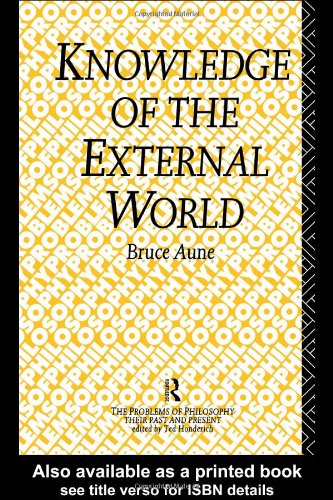 KNOWLEDGE
OF THE
EXTERNAL
WORLD
Bruce Aune
THE PROBLEMS OF PHILOSOPHY
THEIR PAST AND PRESENT
edited by Ted Honderich
Also available as a printed book
see title verso for ISBN details